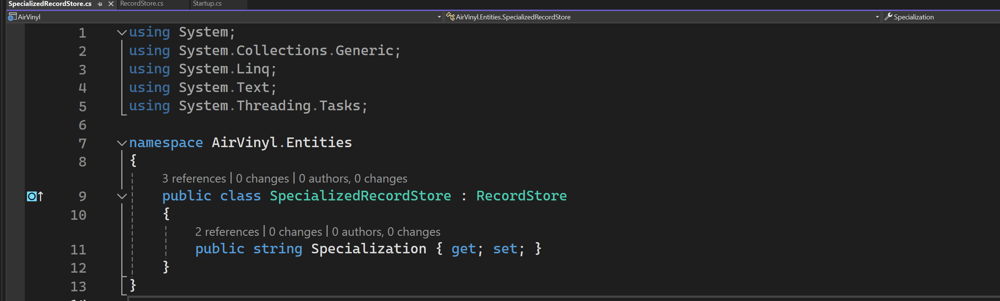 SpecializedRecordStore.cs RecordStore.cs Startup.cs
AirVinyl AirVinyl.Entities.SpecializedRecordStore Specialization
1 using System;
2 using System.Collections.Generic;
3 using System.Linq;
4 using System.Text;
5 using System.Threading.Tasks;
6
7 namespace AirVinyl.Entities
8 {
3 references | 0 changes | 0 authors, 0 changes
9 public class SpecializedRecordStore : RecordStore
10 {
2 references | 0 changes | 0 authors, 0 changes
11 public string Specialization { get; set; }
12 }
13 }